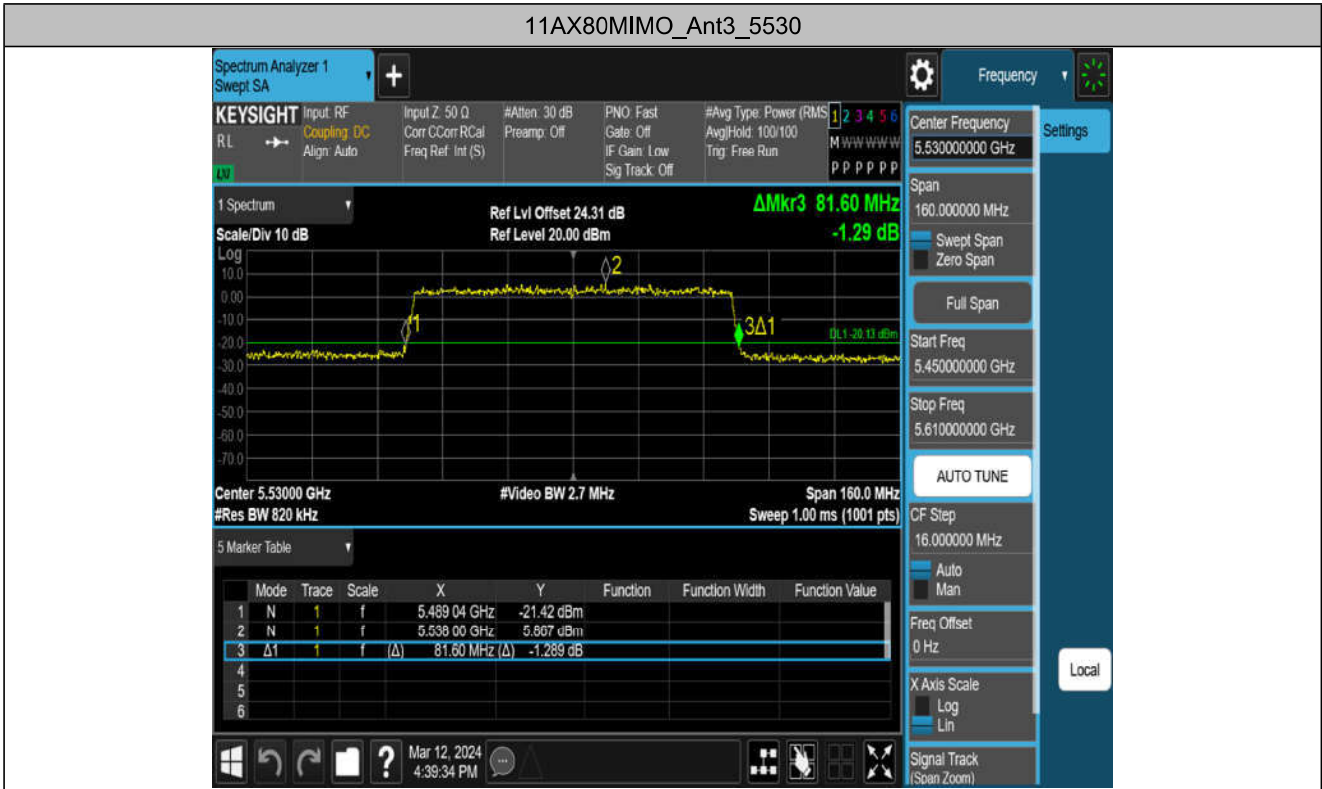 11AX80MIMO_Ant3_5530
Spectrum Analyzer 1
Swept SA
+
Frequency
KEYSIGHT
RL
LXI
Input: RF
Coupling: DC
Align: Auto
Input Z: 50 Ω
Corr CCorr RCal
Freq Ref: Int (S)
#Atten: 30 dB
Preamp: Off
PNO: Fast
Gate: Off
IF Gain: Low
Sig Track: Off
#Avg Type: Power (RMS
Avg|Hold: 100/100
Trig: Free Run
1 2 3 4 5 6
M W W W W W
P P P P P P
Center Frequency
5.530000000 GHz
Settings
Span
160.000000 MHz
Swept Span
Zero Span
Full Span
Start Freq
5.450000000 GHz
Stop Freq
5.610000000 GHz
AUTO TUNE
CF Step
16.000000 MHz
Auto
Man
Freq Offset
0 Hz
X Axis Scale
Log
Lin
Local
Signal Track
(Span Zoom)
1 Spectrum
Scale/Div 10 dB
Ref Lvl Offset 24.31 dB
Ref Level 20.00 dBm
ΔMkr3 81.60 MHz
-1.29 dB
Log
10.0
0.00
-10.0
-20.0
-30.0
-40.0
-50.0
-60.0
-70.0
1
2
3Δ1
DL1 -20.13 dBm
Center 5.53000 GHz
#Video BW 2.7 MHz
Span 160.0 MHz
#Res BW 820 kHz
Sweep 1.00 ms (1001 pts)
5 Marker Table
Mode Trace Scale X Y Function Function Width Function Value
1 N 1 f 5.489 04 GHz -21.42 dBm
2 N 1 f 5.538 00 GHz 5.867 dBm
3 Δ1 1 f (Δ) 81.60 MHz (Δ) -1.289 dB
4
5
6
?
Mar 12, 2024
4:39:34 PM